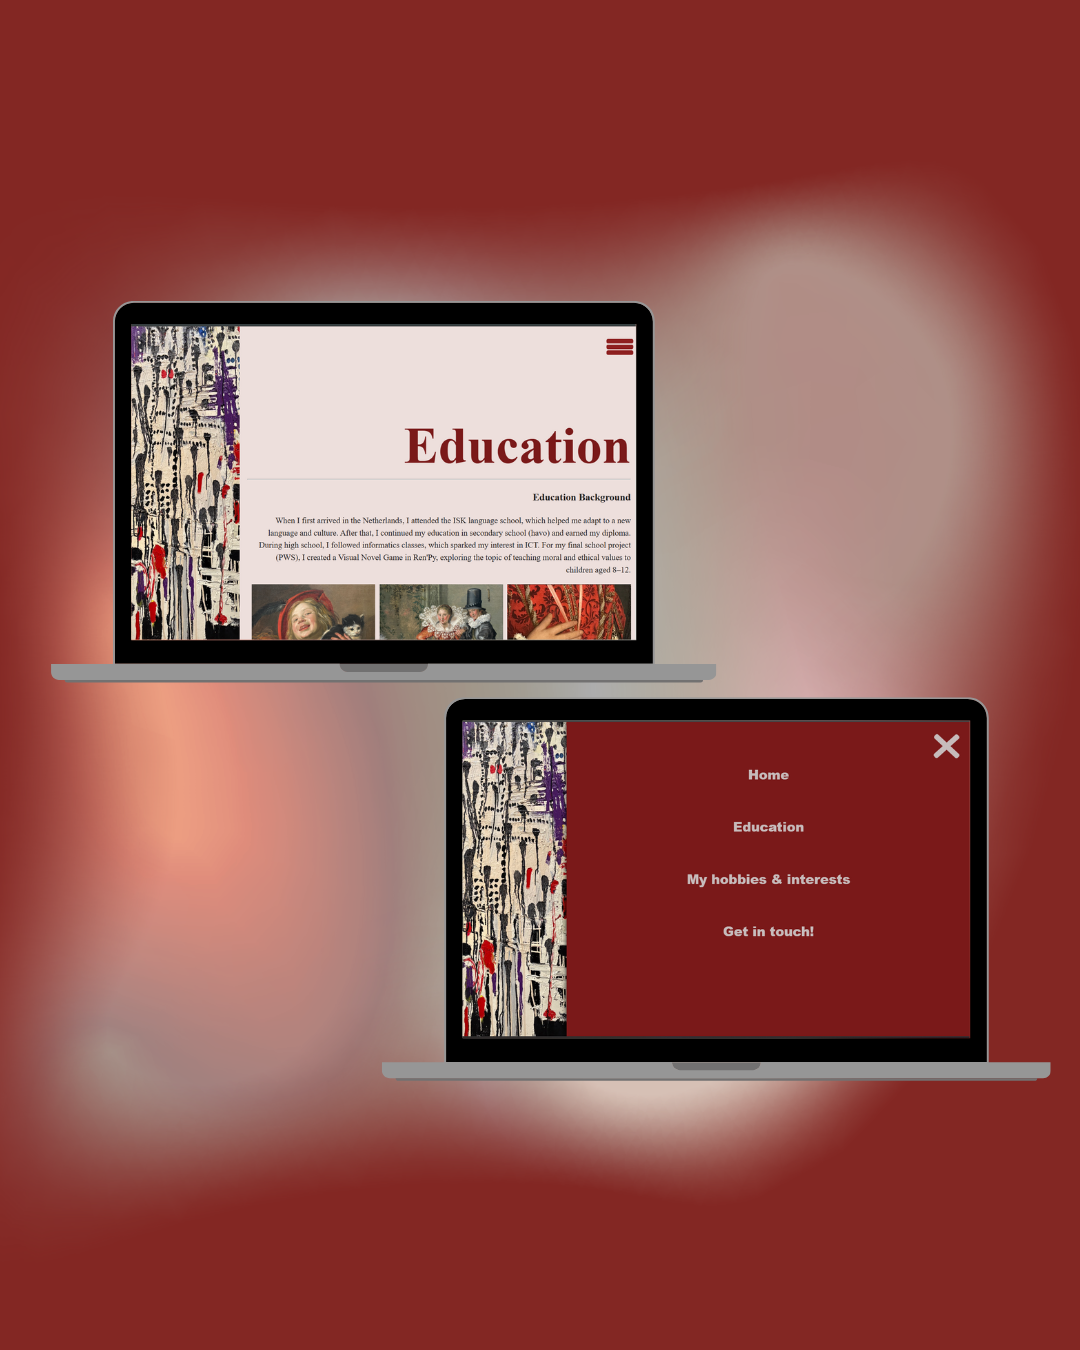 Education
Education Background
When I first arrived in the Netherlands, I attended the ISK language school, which helped me adapt to a new
language and culture. After that, I continued my education in secondary school (havo) and earned my diploma.
During high school, I followed informatics classes, which sparked my interest in ICT. For my final school project
(PWS), I created a Visual Novel Game in Ren'Py, exploring the topic of teaching moral and ethical values to
children aged 8–12.
Home
Education
My hobbies & interests
Get in touch!